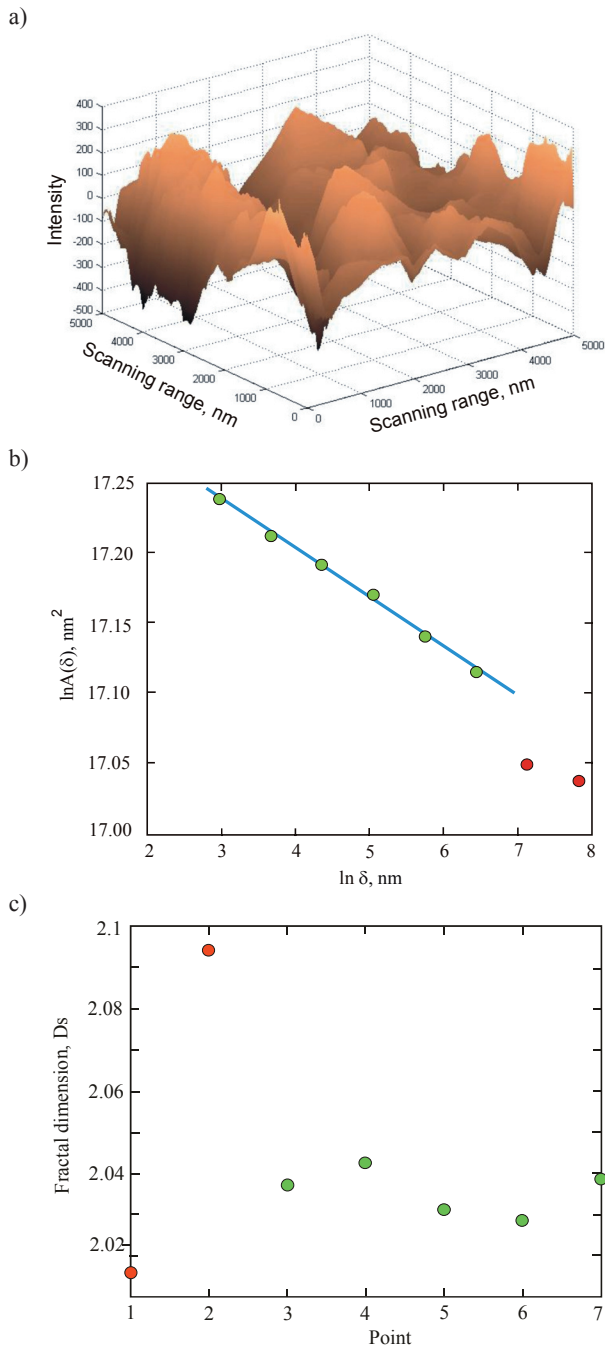 a)
400
300
200
100
0
-100
-200
-300
-400
-500
Intensity
5000
4000
3000
2000
1000
0
Scanning range, nm
0
1000
2000
3000
4000
5000
Scanning range, nm
b)
17.25
17.20
17.15
17.10
17.05
17.00
lnA(δ), nm²
2 3 4 5 6 7 8
ln δ, nm
c)
2.1
2.08
2.06
2.04
2.02
Fractal dimension, Ds
1 2 3 4 5 6 7
Point